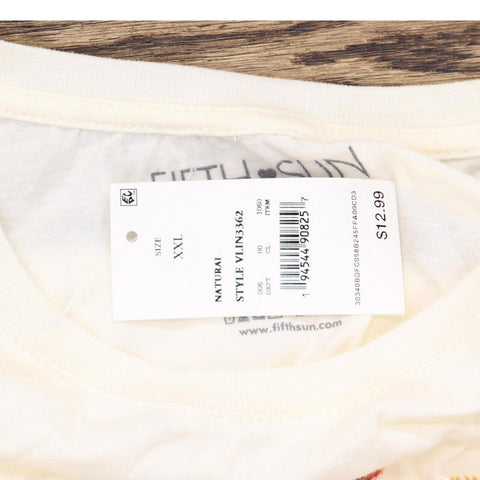 FIFTH SUN
SIZE
XXL
NATURAL
STYLE VLIN3362
006 00 1060
DEPT CL ITEM
1 94544 90825 7
30340BDFC056B245FFA00CD3
$12.99
www.fifthsun.com